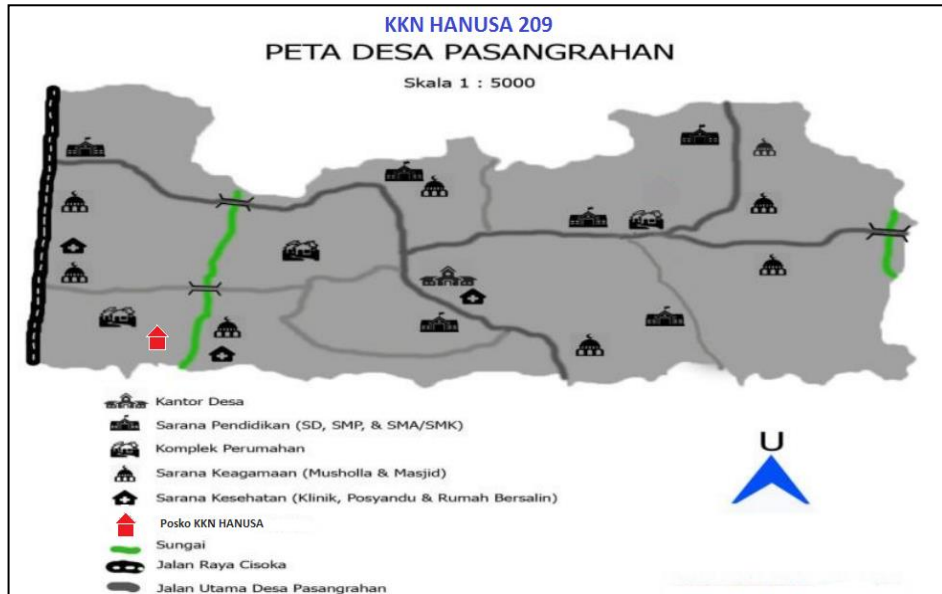 KKN HANUSA 209
PETA DESA PASANGRAHAN
Skala 1 : 5000
Kantor Desa
Sarana Pendidikan (SD, SMP, & SMA/SMK)
Komplek Perumahan
Sarana Keagamaan (Musholla & Masjid)
Sarana Kesehatan (Klinik, Posyandu & Rumah Bersalin)
Posko KKN HANUSA
Sungai
Jalan Raya Cisoka
Jalan Utama Desa Pasangrahan
U